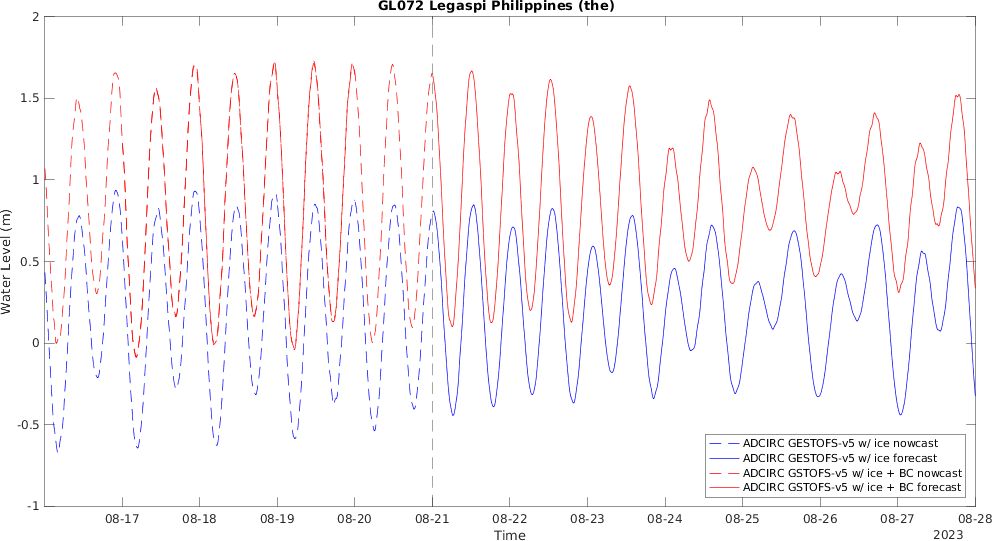 GL072 Legaspi Philippines (the)
2
1.5
1
0.5
0
-0.5
-1
Water Level (m)
08-17 08-18 08-19 08-20 08-21 08-22 08-23 08-24 08-25 08-26 08-27 08-28
Time
2023
ADCIRC GESTOFS-v5 w/ ice nowcast
ADCIRC GESTOFS-v5 w/ ice forecast
ADCIRC GSTOFS-v5 w/ ice + BC nowcast
ADCIRC GSTOFS-v5 w/ ice + BC forecast